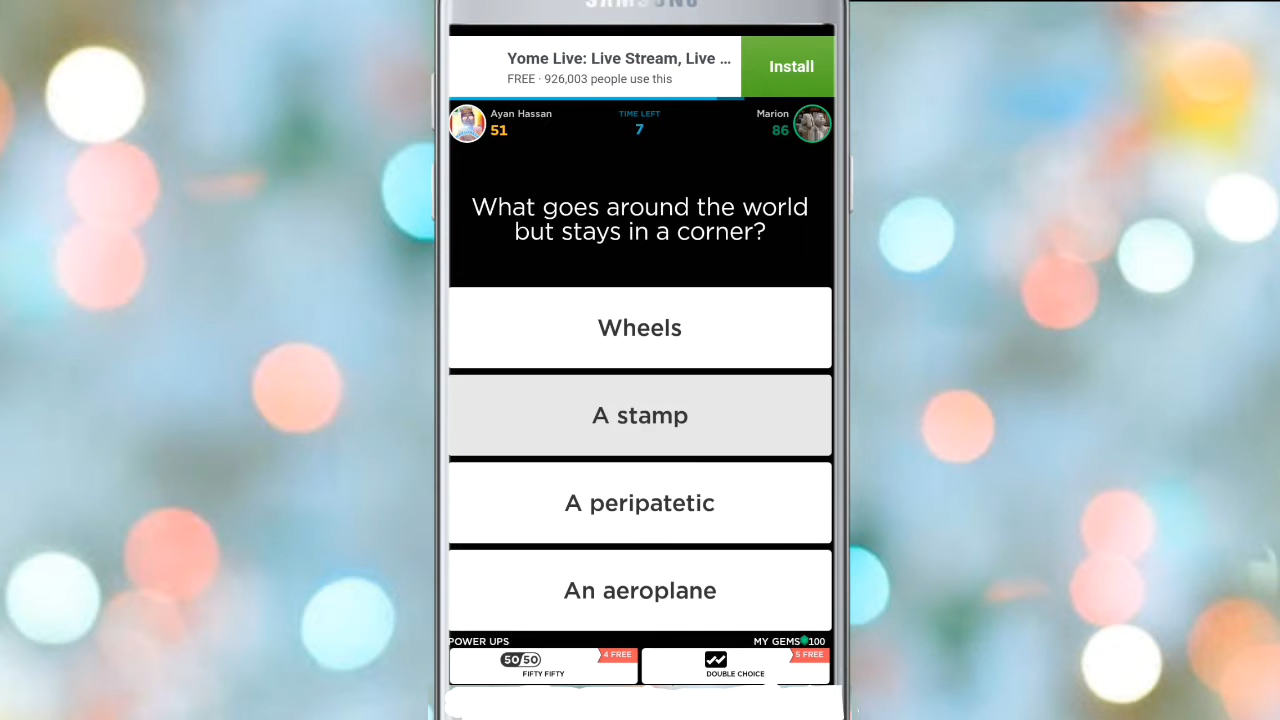 SAMSUNG
Yome Live: Live Stream, Live ...
Install
FREE · 926,003 people use this
Ayan Hassan
51
TIME LEFT
7
Marion
86
What goes around the world
but stays in a corner?
Wheels
A stamp
A peripatetic
An aeroplane
POWER UPS
MY GEMS 100
50 50
4 FREE
FIFTY FIFTY
5 FREE
DOUBLE CHOICE